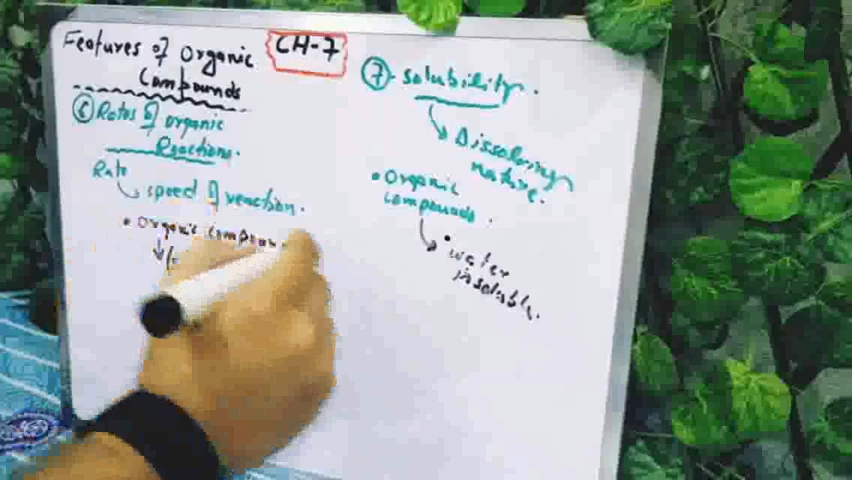 Features of Organic
Compounds
CH-7
⑥ Rates of organic
Reactions.
Rate
speed of reaction.
• Organic compoun
⑦ - solubility.
Dissolving
nature.
• Organic
compounds.
• water
insoluble.